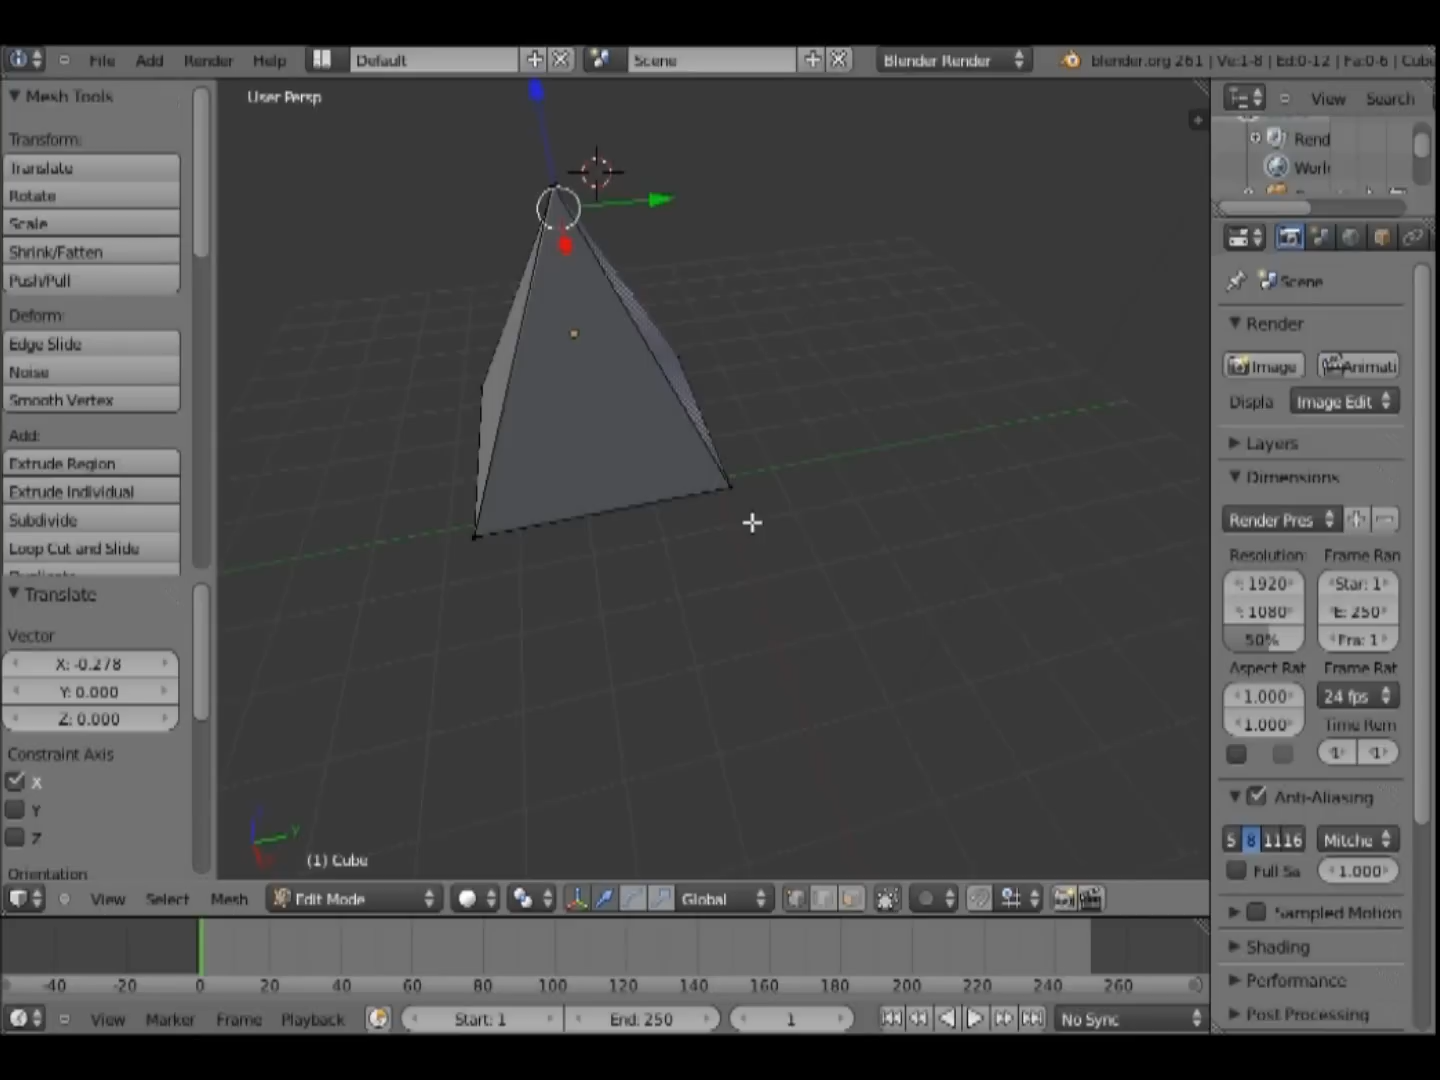 File Add Render Help Default Scene Blender Render blender.org 261 | Ve:1-8 | Ed:0-12 | Fa:0-6 | Cub
Mesh Tools
Transform:
Translate
Rotate
Scale
Shrink/Fatten
Push/Pull
Deform:
Edge Slide
Noise
Smooth Vertex
Add:
Extrude Region
Extrude Individual
Subdivide
Loop Cut and Slide
Duplicate
Translate
Vector
X: -0.278
Y: 0.000
Z: 0.000
Constraint Axis
X
Y
Z
Orientation
User Persp
y
(1) Cube
View Select Mesh Edit Mode Global
-40 -20 0 20 40 60 80 100 120 140 160 180 200 220 240 260
View Marker Frame Playback Start: 1 End: 250 1 No Sync
View Search
Rend
Worl
Scene
Render
Image Animati
Displa Image Edit
Layers
Dimensions
Render Pres
Resolution: Frame Ran
: 1920 Star: 1
: 1080 E: 250
50% Fra: 1
Aspect Rat Frame Rat
1.000 24 fps
1.000 Time Rem
1 1
Anti-Aliasing
5 8 11 16 Mitche
Full Sa 1.000
Sampled Motion
Shading
Performance
Post Processing